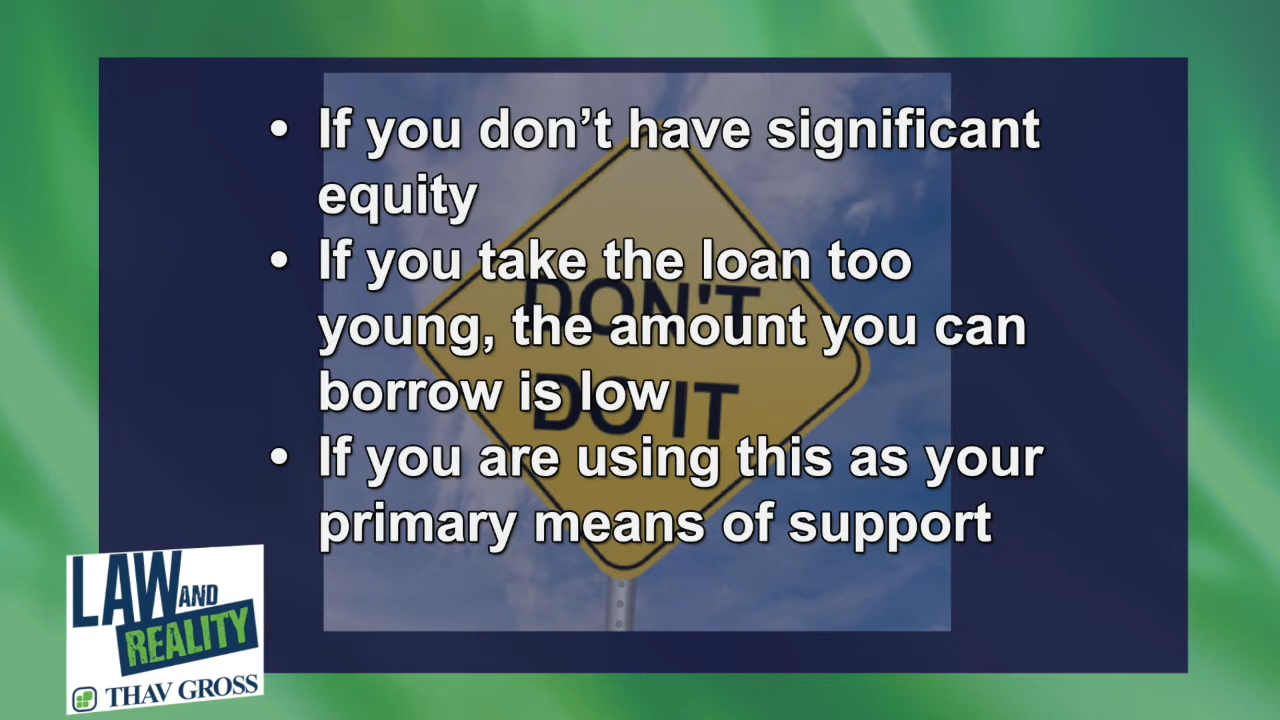 • If you don’t have significant
equity
• If you take the loan too
young, the amount you can
borrow is low
• If you are using this as your
primary means of support
DON'T
DO IT
LAW AND
REALITY
THAV GROSS